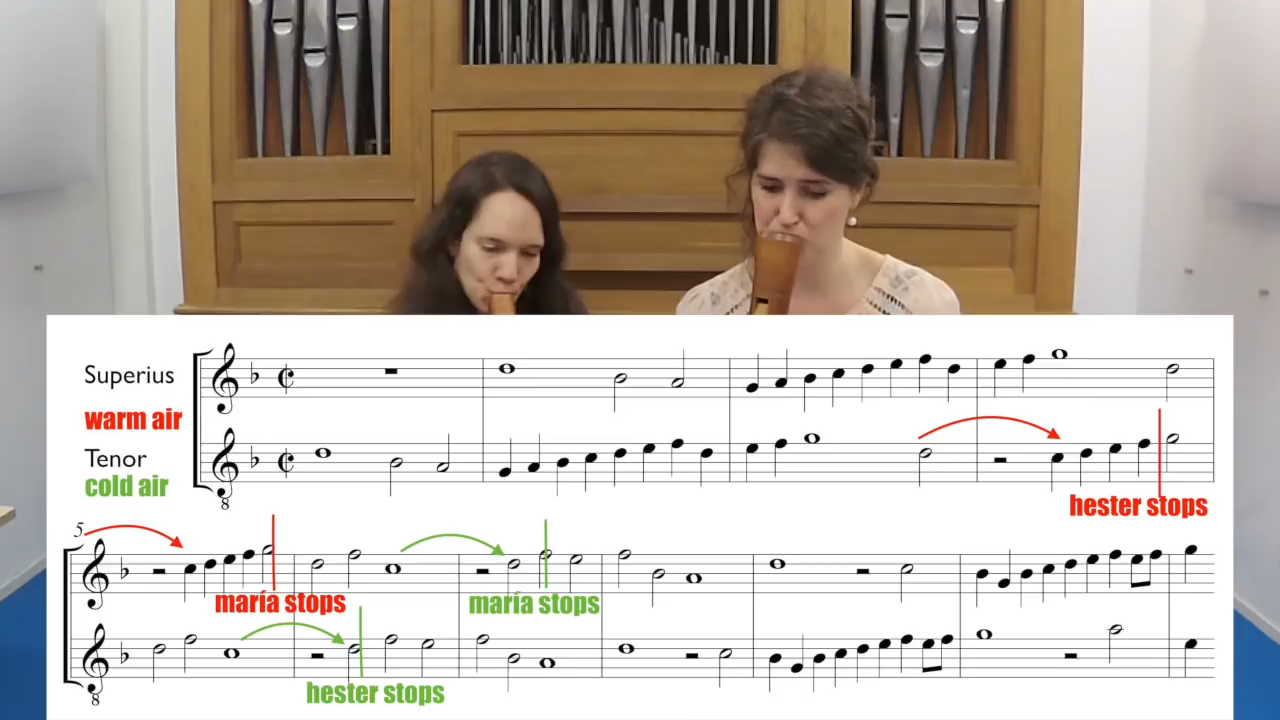 Superius
warm air
Tenor
cold air
8
hester stops
5
maría stops
maría stops
hester stops
8